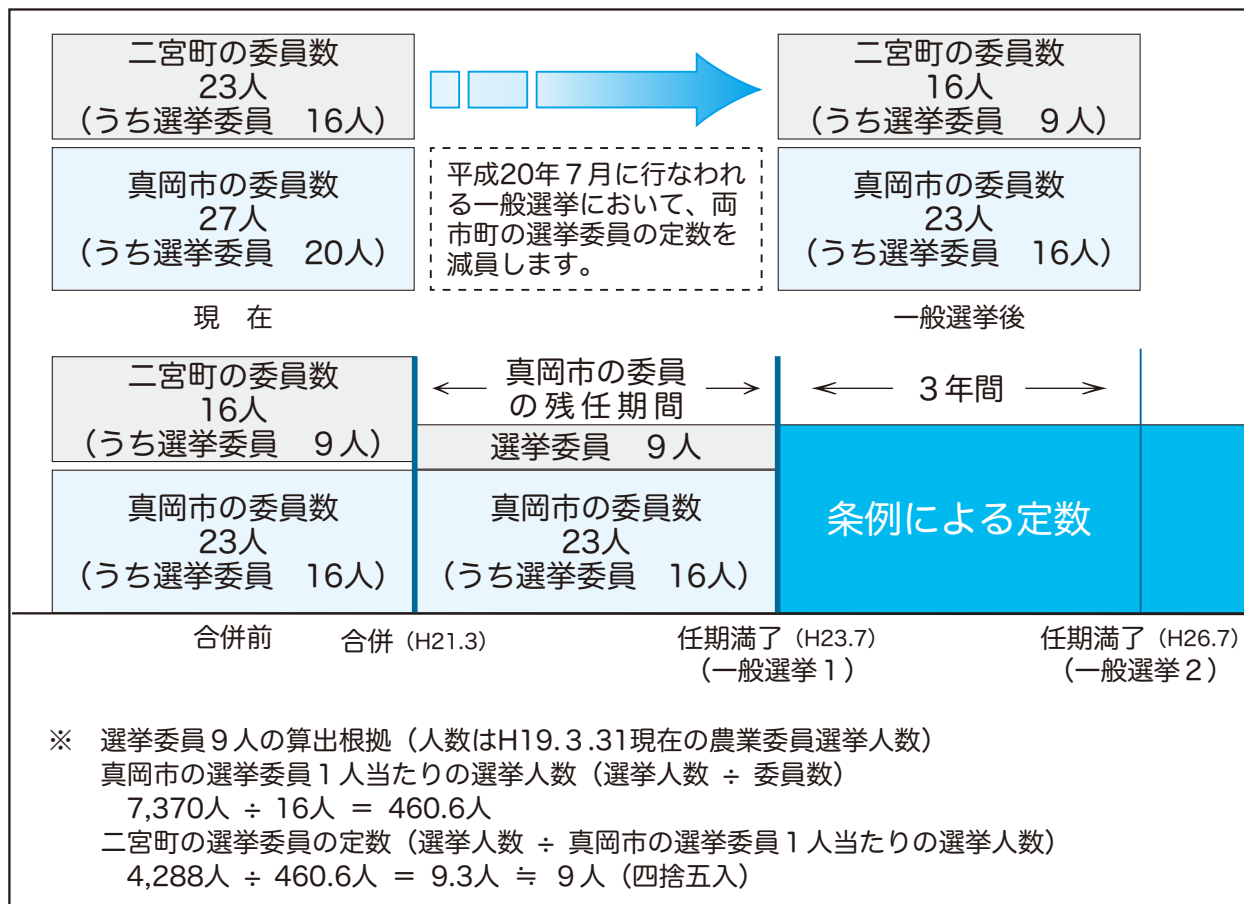 二宮町の委員数
23人
（うち選挙委員　16人）
二宮町の委員数
16人
（うち選挙委員　９人）
真岡市の委員数
27人
（うち選挙委員　20人）
平成20年７月に行なわれ
る一般選挙において、両
市町の選挙委員の定数を
減員します。
真岡市の委員数
23人
（うち選挙委員　16人）
現　在
一般選挙後
二宮町の委員数
16人
（うち選挙委員　９人）
真岡市の委員
の残任期間
３年間
選挙委員　９人
真岡市の委員数
23人
（うち選挙委員　16人）
真岡市の委員数
23人
（うち選挙委員　16人）
条例による定数
合併前
合併（H21.3）
任期満了（H23.7）
（一般選挙１）
任期満了（H26.7）
（一般選挙２）
※　選挙委員９人の算出根拠（人数はH19.３.31現在の農業委員選挙人数）
真岡市の選挙委員１人当たりの選挙人数（選挙人数 ÷ 委員数）
7,370人 ÷ 16人 ＝ 460.6人
二宮町の選挙委員の定数（選挙人数 ÷ 真岡市の選挙委員１人当たりの選挙人数）
4,288人 ÷ 460.6人 ＝ 9.3人 ≒ ９人（四捨五入）